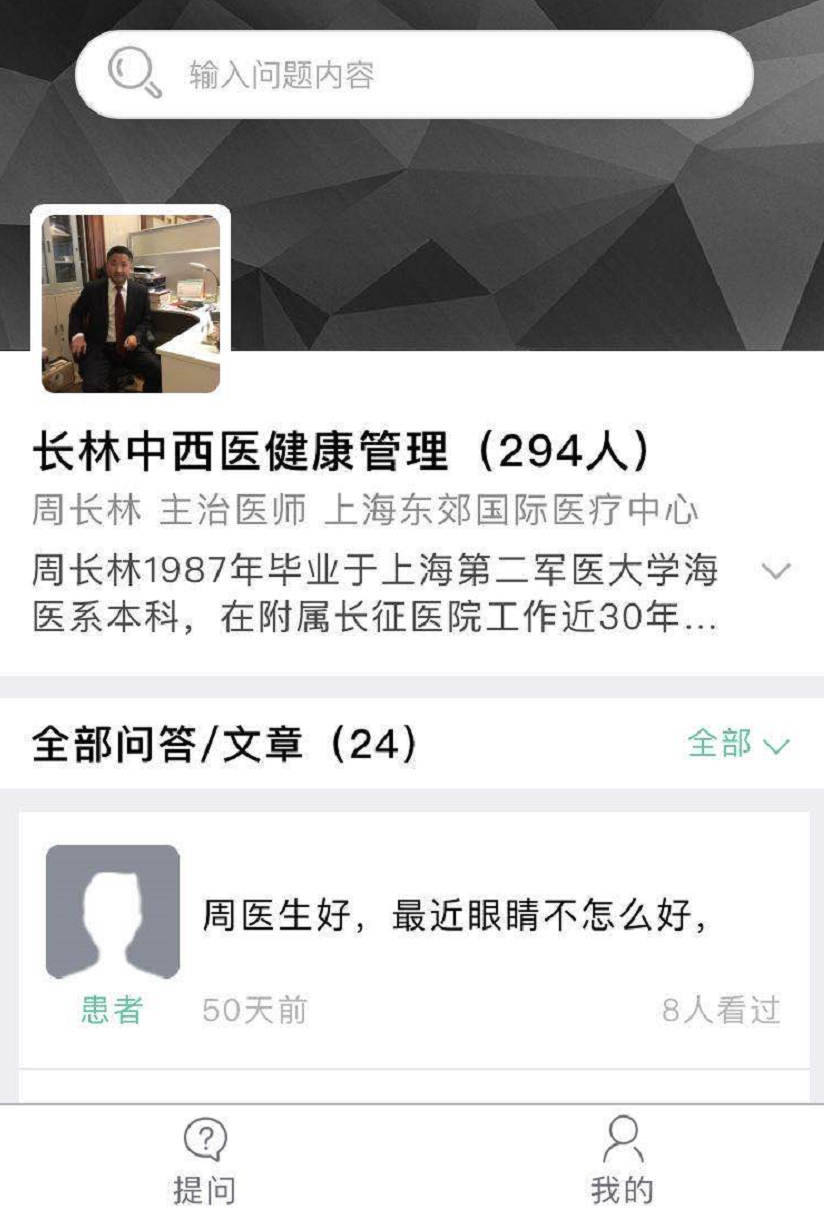 输入问题内容
长林中西医健康管理（294人）
周长林 主治医师 上海东郊国际医疗中心
周长林1987年毕业于上海第二军医大学海
医系本科，在附属长征医院工作近30年...
全部问答/文章（24）
全部
周医生好，最近眼睛不怎么好，
患者
50天前
8人看过
提问
我的